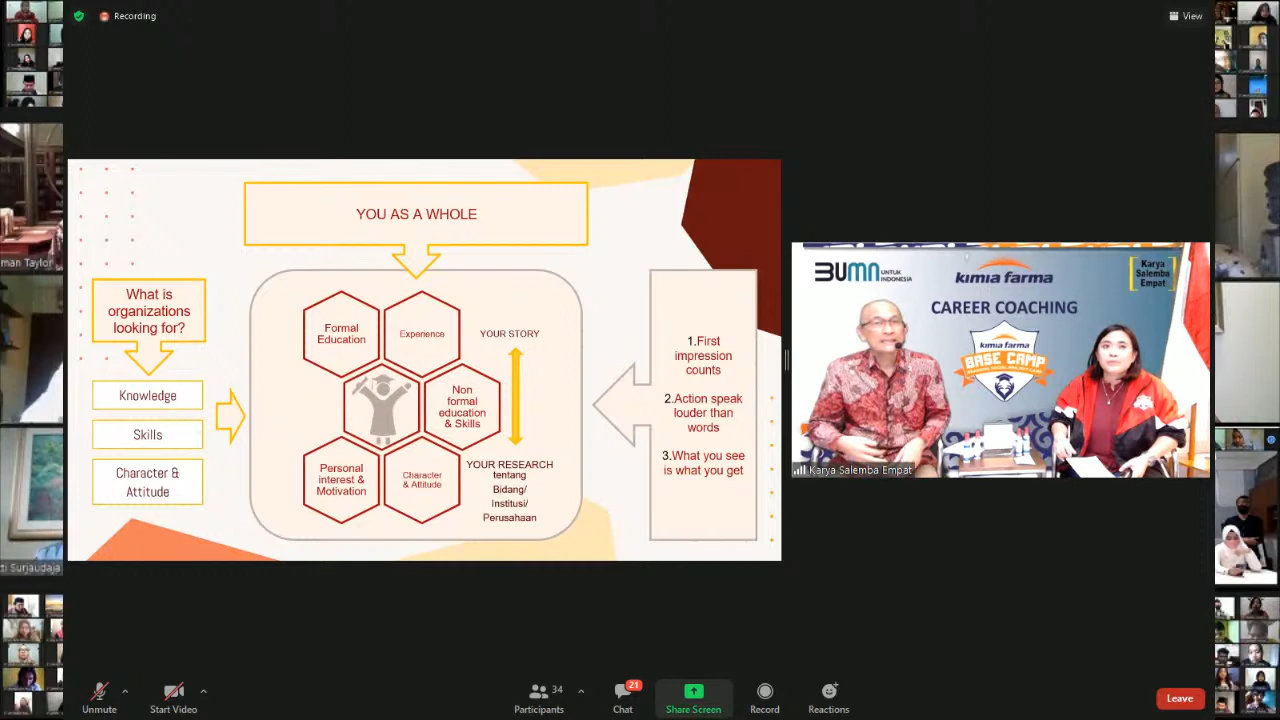 Recording
View
YOU AS A WHOLE
What is
organizations
looking for?
Knowledge
Skills
Character &
Attitude
Formal
Education
Experience
YOUR STORY
Non
formal
education
& Skills
Personal
interest &
Motivation
Character
& Attitude
YOUR RESEARCH
tentang
Bidang/
Institusi/
Perusahaan
1.First
impression
counts
2.Action speak
louder than
words
3.What you see
is what you get
BUMN UNTUK
INDONESIA
kimia farma
Karya
Salemba
Empat
CAREER COACHING
kimia farma
BASE CAMP
Karya Salemba Empat
man Taylor
di Surjaudaja
Unmute
Start Video
34
Participants
21
Chat
Share Screen
Record
Reactions
Leave